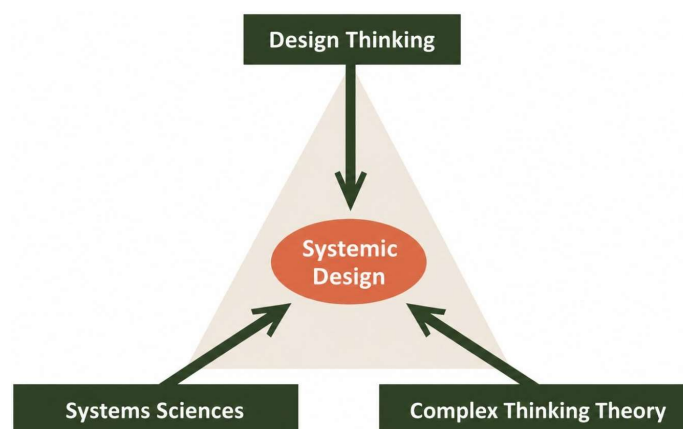 Design Thinking
Systemic
Design
Systems Sciences
Complex Thinking Theory